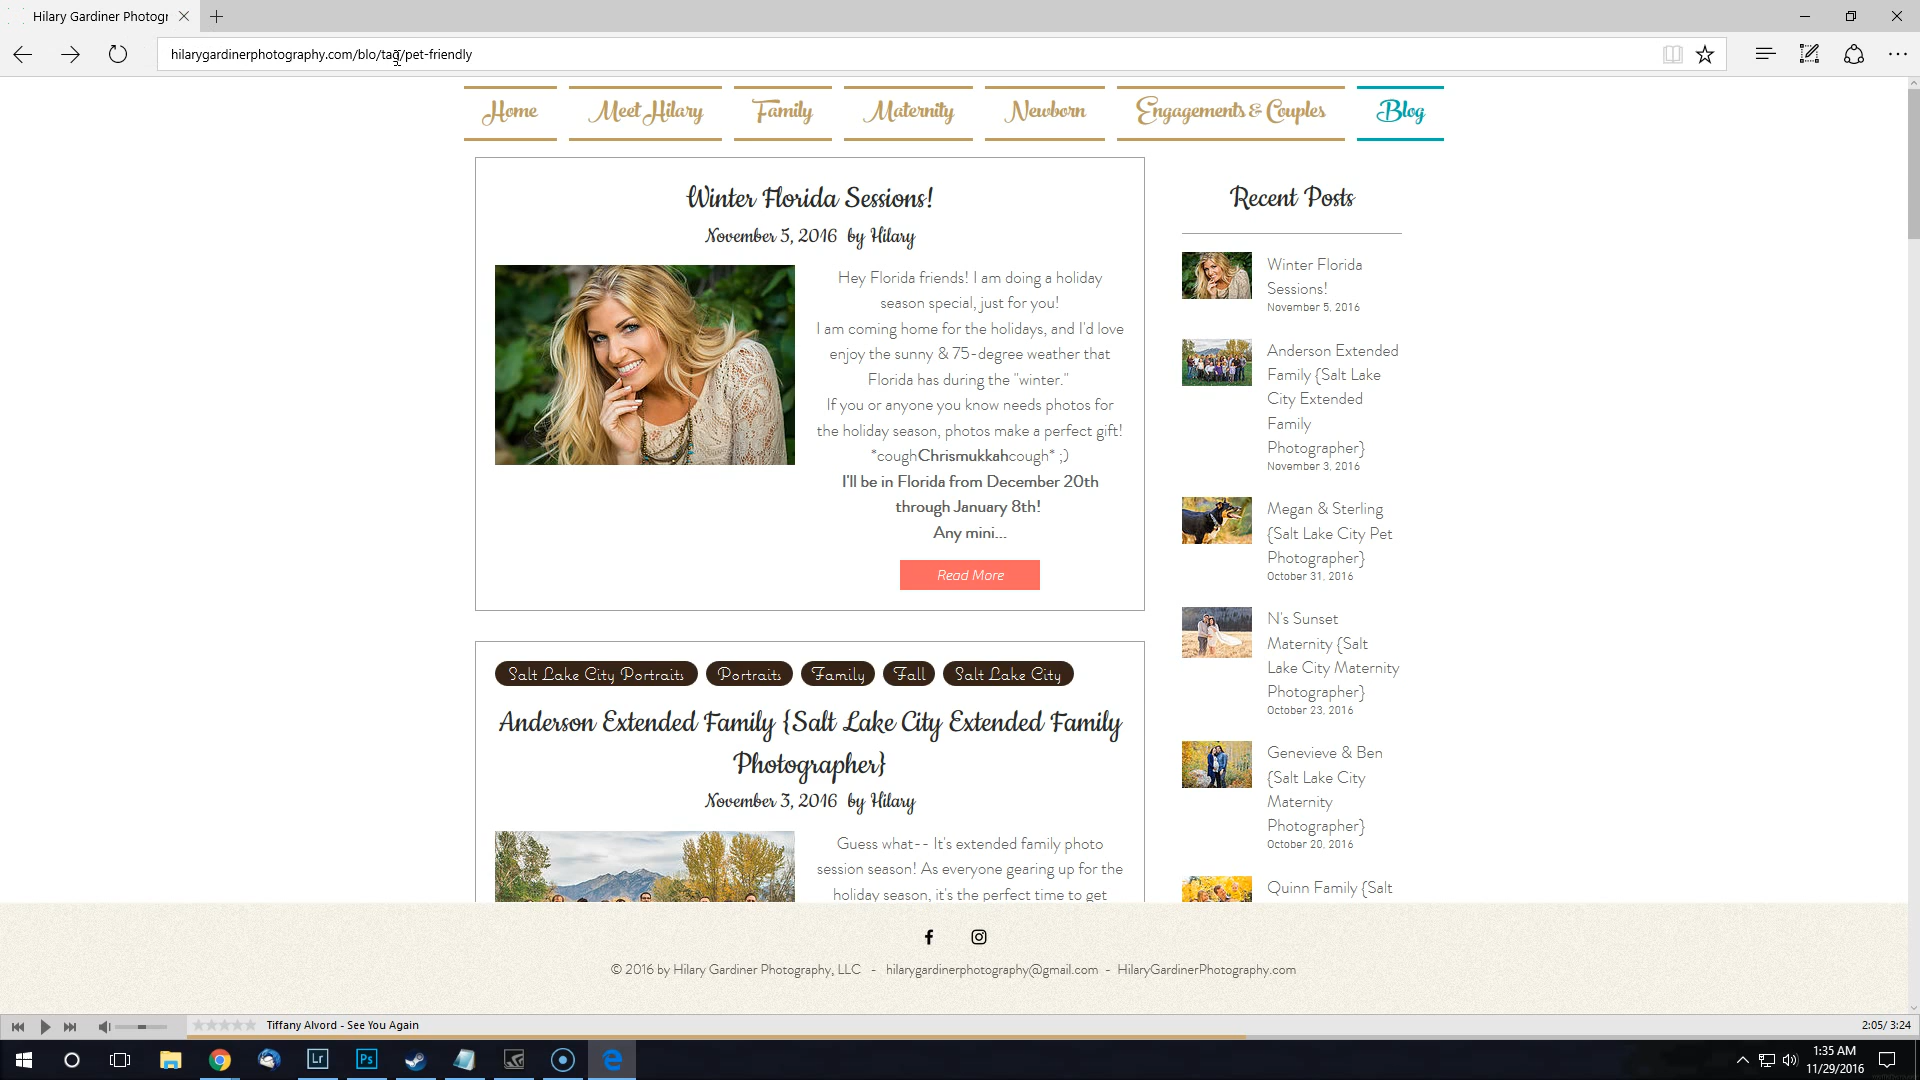 Hilary Gardiner Photogr
hilarygardinerphotography.com/blo/tag/pet-friendly
Home Meet Hilary Family Maternity Newborn Engagements & Couples Blog
Winter Florida Sessions!
November 5, 2016 by Hilary
Hey Florida friends! I am doing a holiday
season special, just for you!
I am coming home for the holidays, and I'd love
enjoy the sunny & 75-degree weather that
Florida has during the "winter."
If you or anyone you know needs photos for
the holiday season, photos make a perfect gift!
*coughChrismukkahcough* ;)
I'll be in Florida from December 20th
through January 8th!
Any mini...
Read More
Salt Lake City Portraits Portraits Family Fall Salt Lake City
Anderson Extended Family {Salt Lake City Extended Family
Photographer}
November 3, 2016 by Hilary
Guess what-- It's extended family photo
session season! As everyone gearing up for the
holiday season, it's the perfect time to get
Recent Posts
Winter Florida
Sessions!
November 5, 2016
Anderson Extended
Family {Salt Lake
City Extended
Family
Photographer}
November 3, 2016
Megan & Sterling
{Salt Lake City Pet
Photographer}
October 31, 2016
N's Sunset
Maternity {Salt
Lake City Maternity
Photographer}
October 23, 2016
Genevieve & Ben
{Salt Lake City
Maternity
Photographer}
October 20, 2016
Quinn Family {Salt
© 2016 by Hilary Gardiner Photography, LLC - hilarygardinerphotography@gmail.com - HilaryGardinerPhotography.com
Tiffany Alvord - See You Again
2:05/ 3:24
Lr
Ps
1:35 AM
11/29/2016